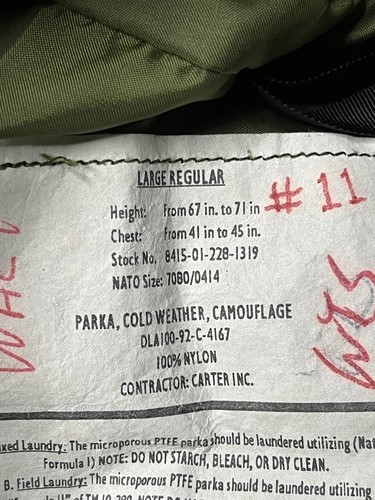 LARGE REGULAR
# 11
Height: From 67 in. to 71 in
Chest: From 41 in to 45 in.
Stock No. 8415-01-228-1319
NATO Size: 7080/0414
PARKA, COLD WEATHER, CAMOUFLAGE
DLA100-92-C-4167
100% NYLON
CONTRACTOR: CARTER INC.
Laundry: The microporous PTFE parka should be laundered utilizing
Formula I) NOTE: DO NOT STARCH, BLEACH, OR DRY CLEAN.
B. Field Laundry: The microporous PTFE parka should be laundered utilizing